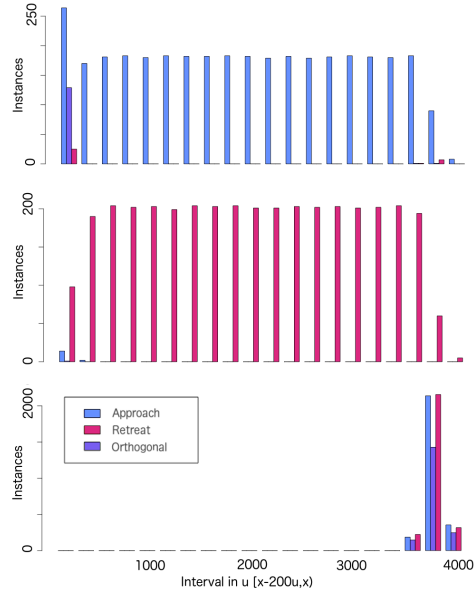 250
Instances
0
200
Instances
0
2000
Instances
0
Approach
Retreat
Orthogonal
1000 2000 3000 4000
Interval in u [x-200u,x)